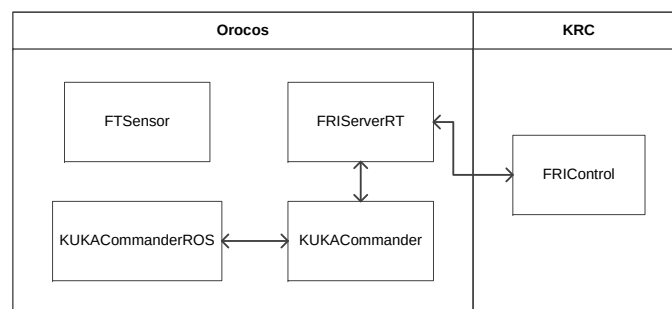 Orocos
KRC
FTSensor
FRIServerRT
FRIControl
KUKACommanderROS
KUKACommander